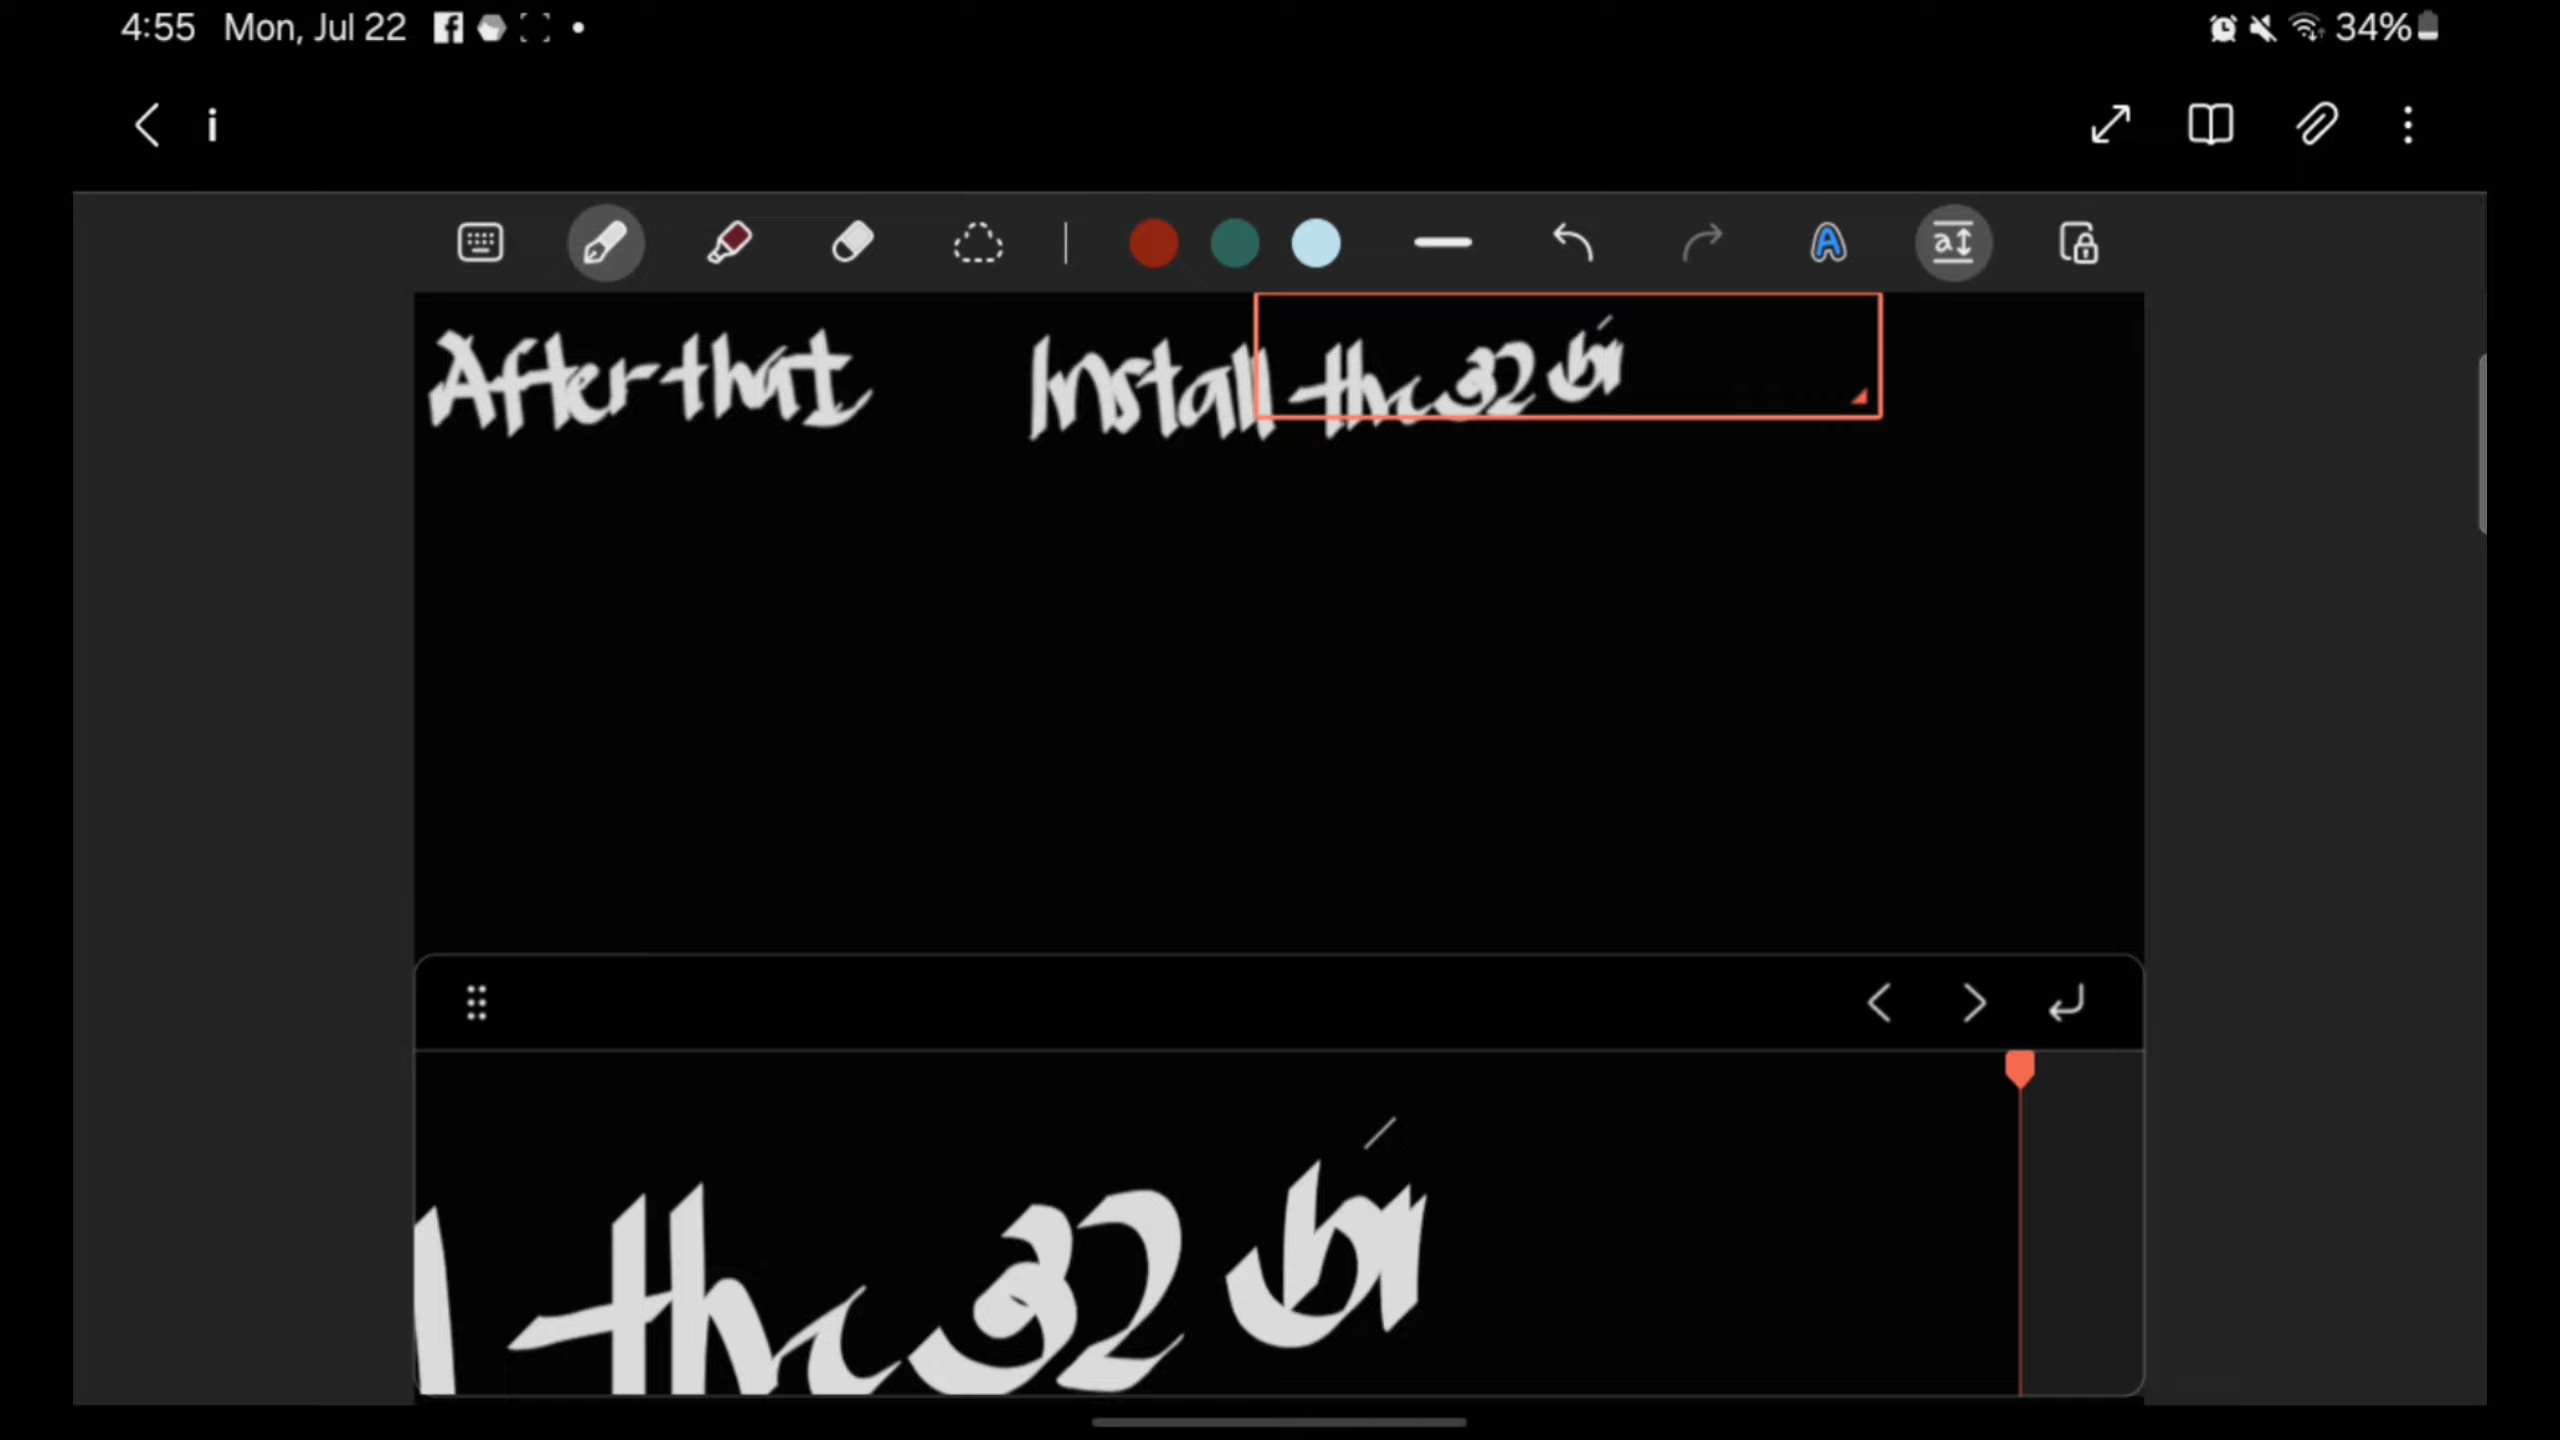 4:55 Mon, Jul 22 34%
i
After that Install the 32 bi
l the 32 bi